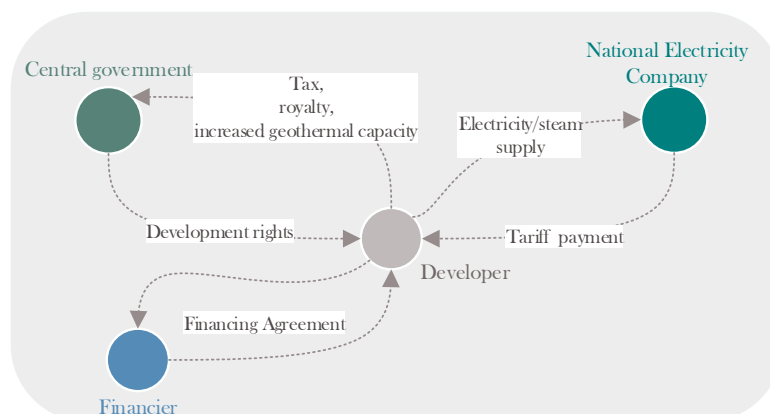 National Electricity
Company
Central government
Tax,
royalty,
increased geothermal capacity
Electricity/steam
supply
Development rights
Tariff payment
Developer
Financing Agreement
Financier